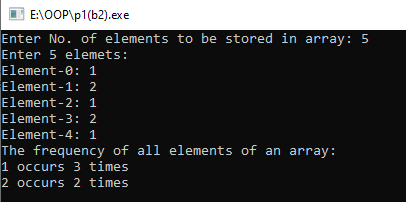 E:\OOP\p1(b2).exe
Enter No. of elements to be stored in array: 5
Enter 5 elemets:
Element-0: 1
Element-1: 2
Element-2: 1
Element-3: 2
Element-4: 1
The frequency of all elements of an array:
1 occurs 3 times
2 occurs 2 times